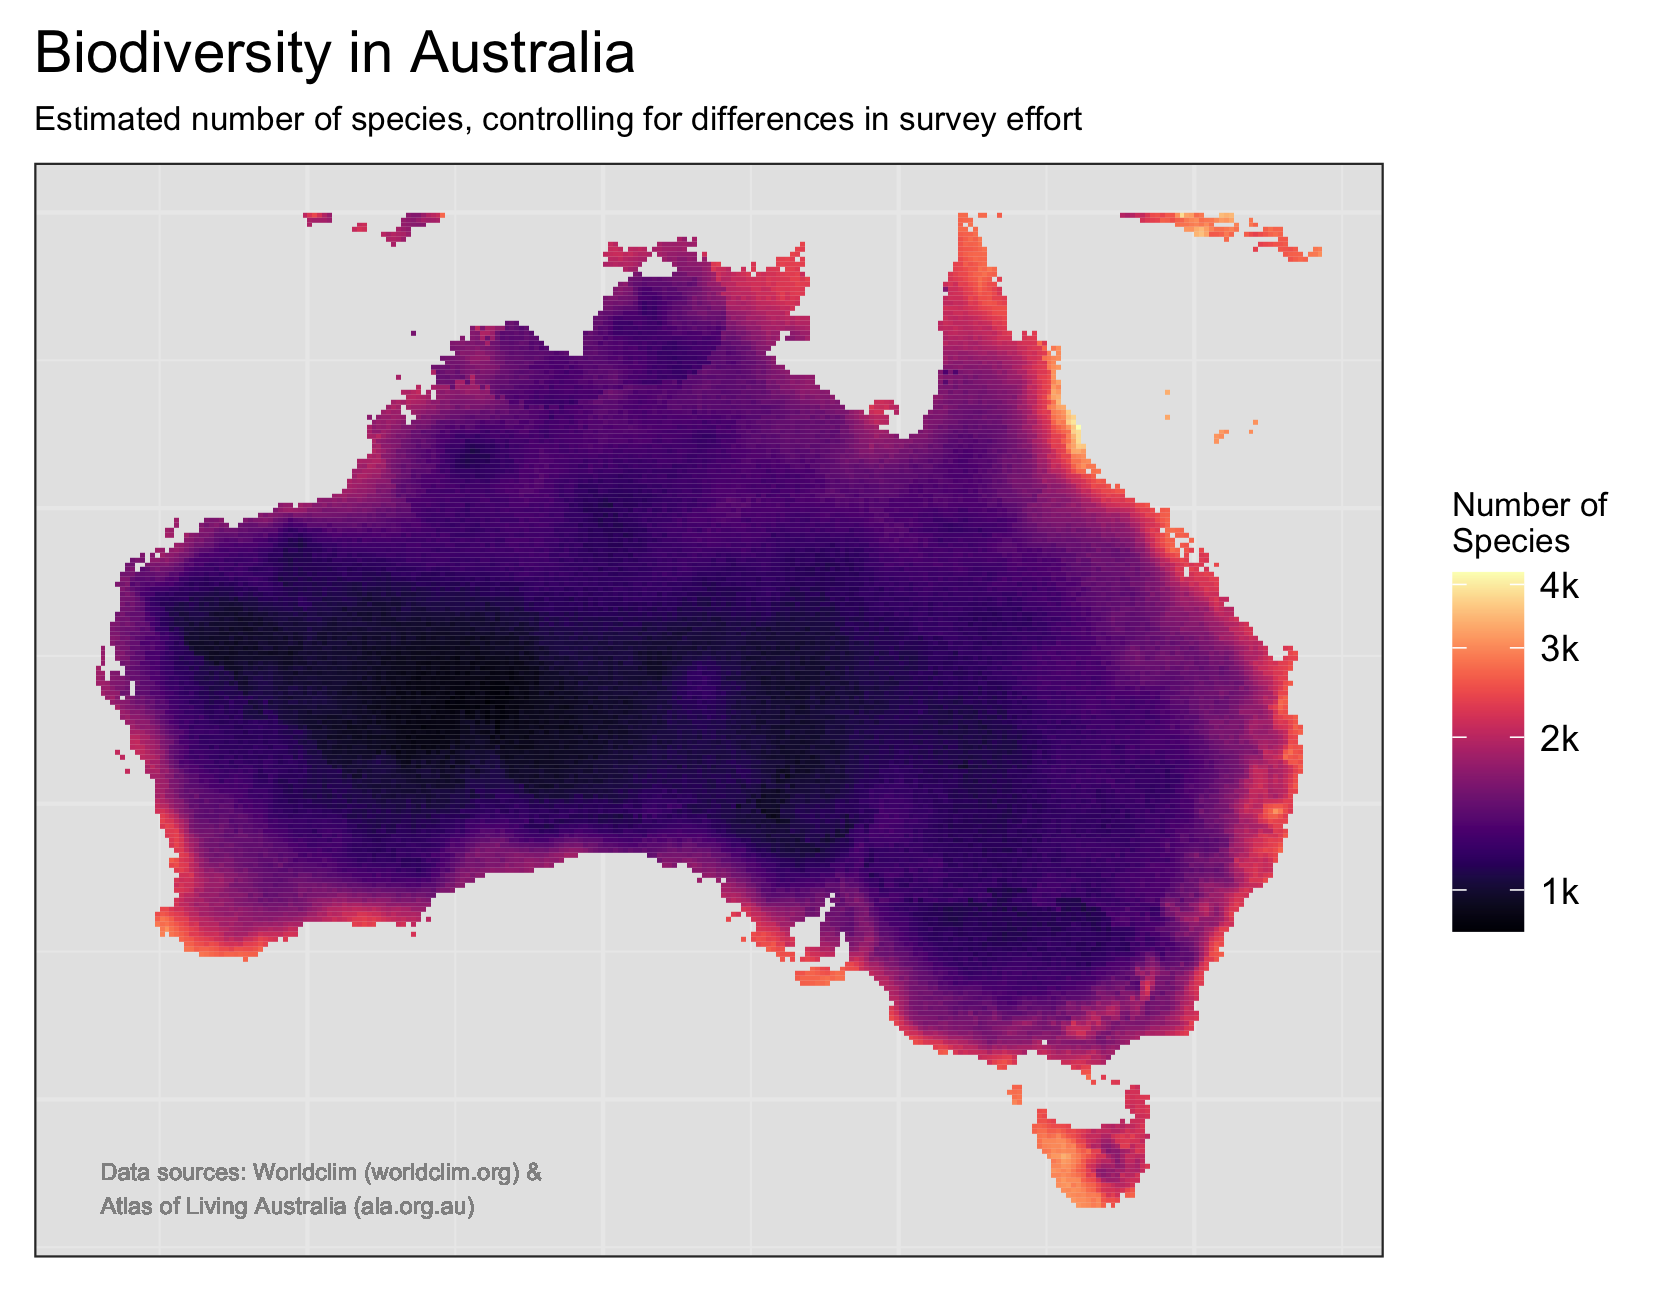 Biodiversity in Australia
Estimated number of species, controlling for differences in survey effort
Number of
Species
4k
3k
2k
1k
Data sources: Worldclim (worldclim.org) &
Atlas of Living Australia (ala.org.au)